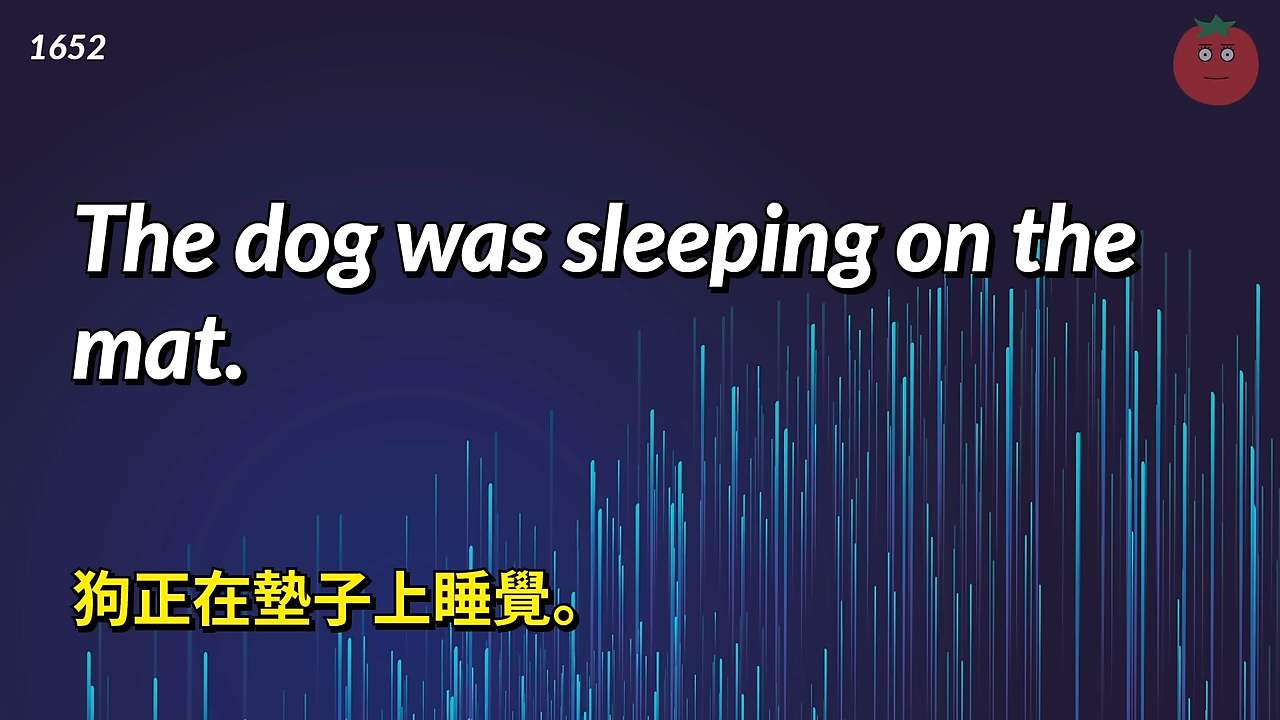 1652
The dog was sleeping on the
mat.
狗正在墊子上睡覺。